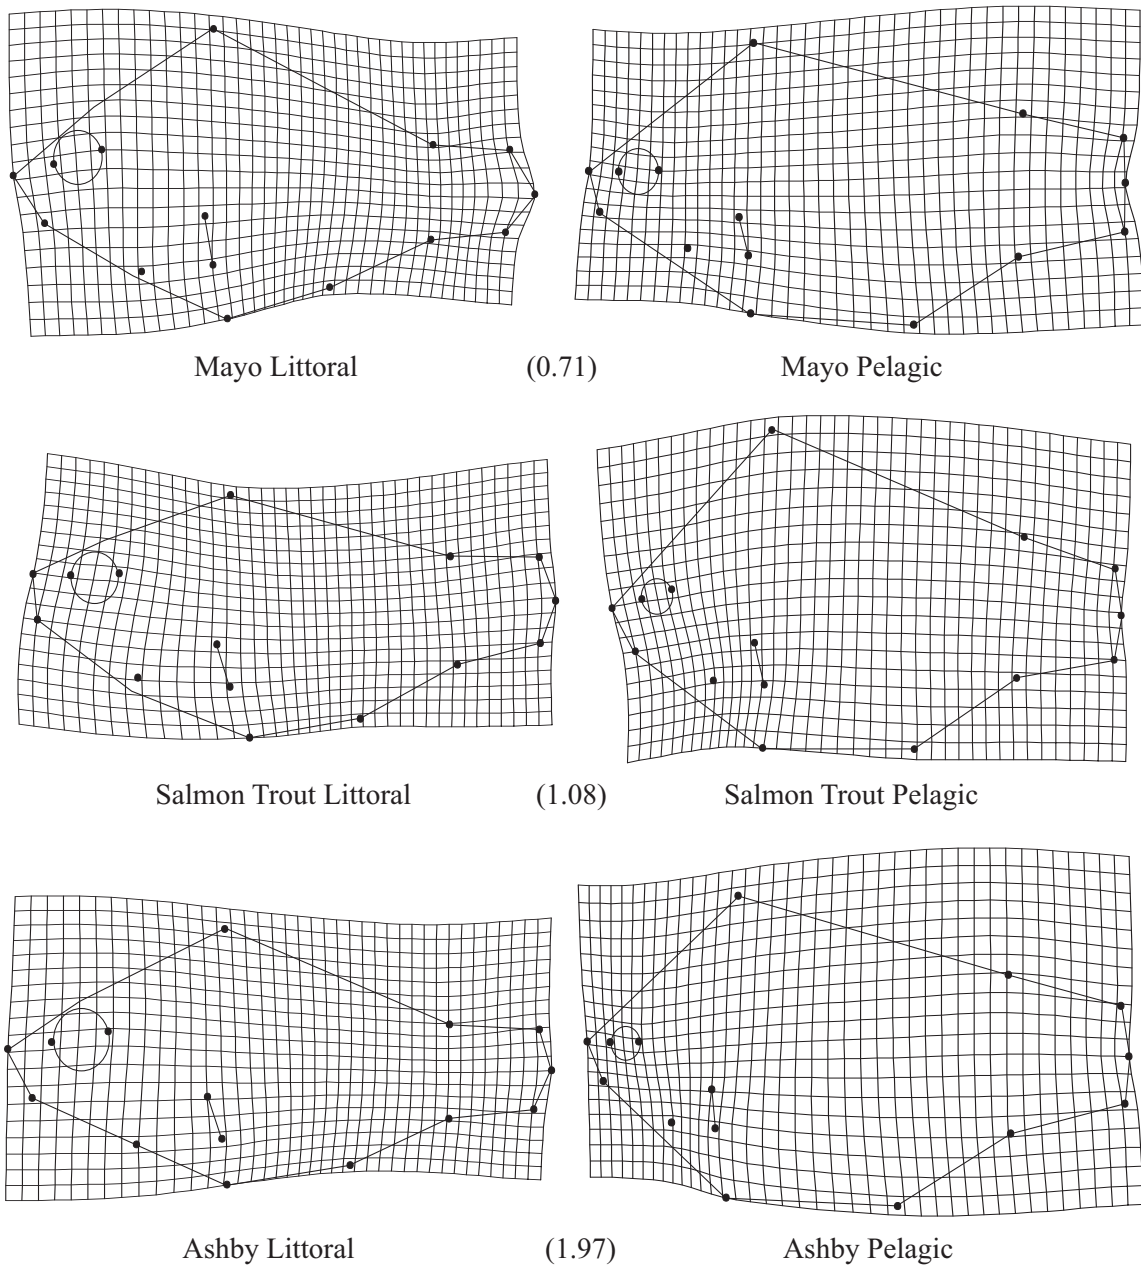 Mayo Littoral (0.71) Mayo Pelagic
Salmon Trout Littoral (1.08) Salmon Trout Pelagic
Ashby Littoral (1.97) Ashby Pelagic